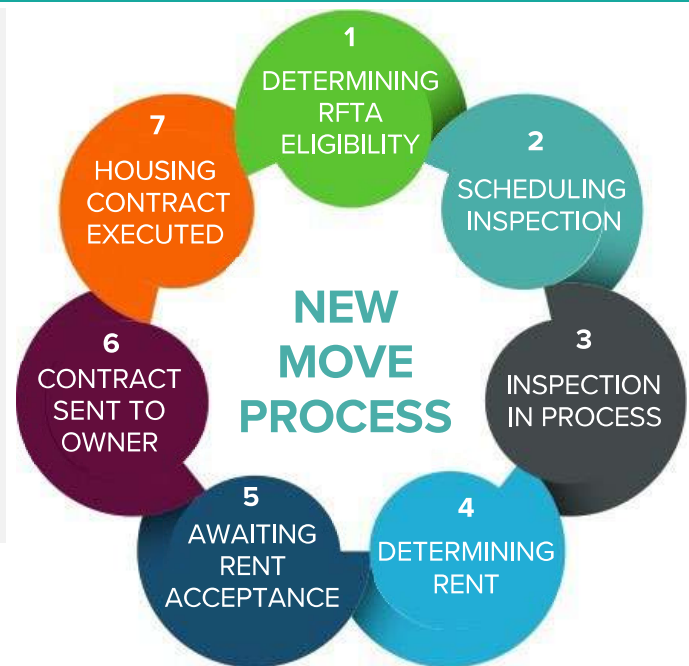 1
DETERMINING
RFTA
ELIGIBILITY
2
SCHEDULING
INSPECTION
3
INSPECTION
IN PROCESS
4
DETERMINING
RENT
5
AWAITING
RENT
ACCEPTANCE
6
CONTRACT
SENT TO
OWNER
7
HOUSING
CONTRACT
EXECUTED
NEW
MOVE
PROCESS